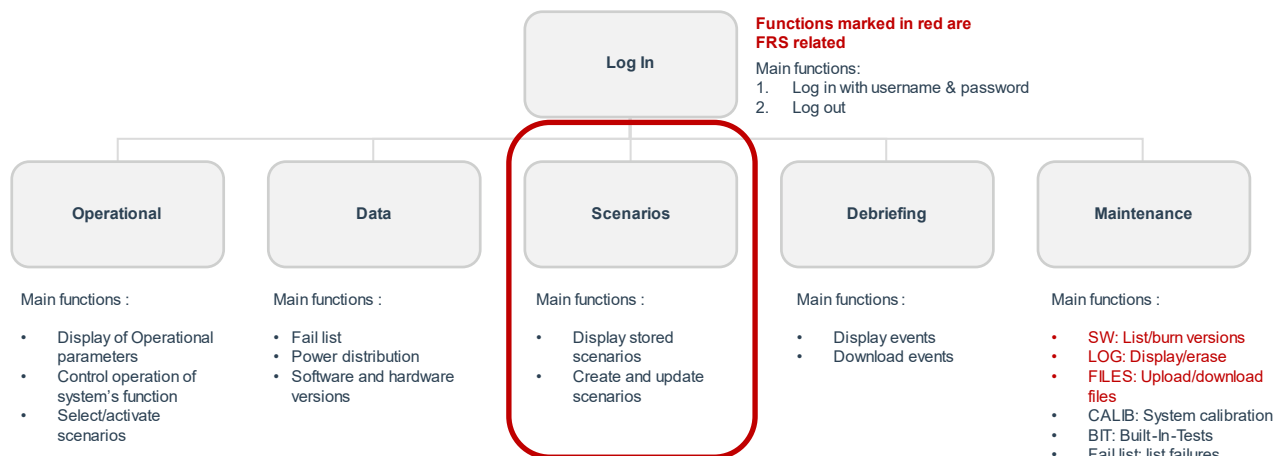 Functions marked in red are
FRS related
Log In
Main functions:
1. Log in with username & password
2. Log out
Operational
Data
Scenarios
Debriefing
Maintenance
Main functions :
• Display of Operational
parameters
• Control operation of
system's function
• Select/activate
scenarios
Main functions :
• Fail list
• Power distribution
• Software and hardware
versions
Main functions :
• Display stored
scenarios
• Create and update
scenarios
Main functions :
• Display events
• Download events
Main functions :
• SW: List/burn versions
• LOG: Display/erase
• FILES: Upload/download
files
• CALIB: System calibration
• BIT: Built-In-Tests
• Fail list: list failures